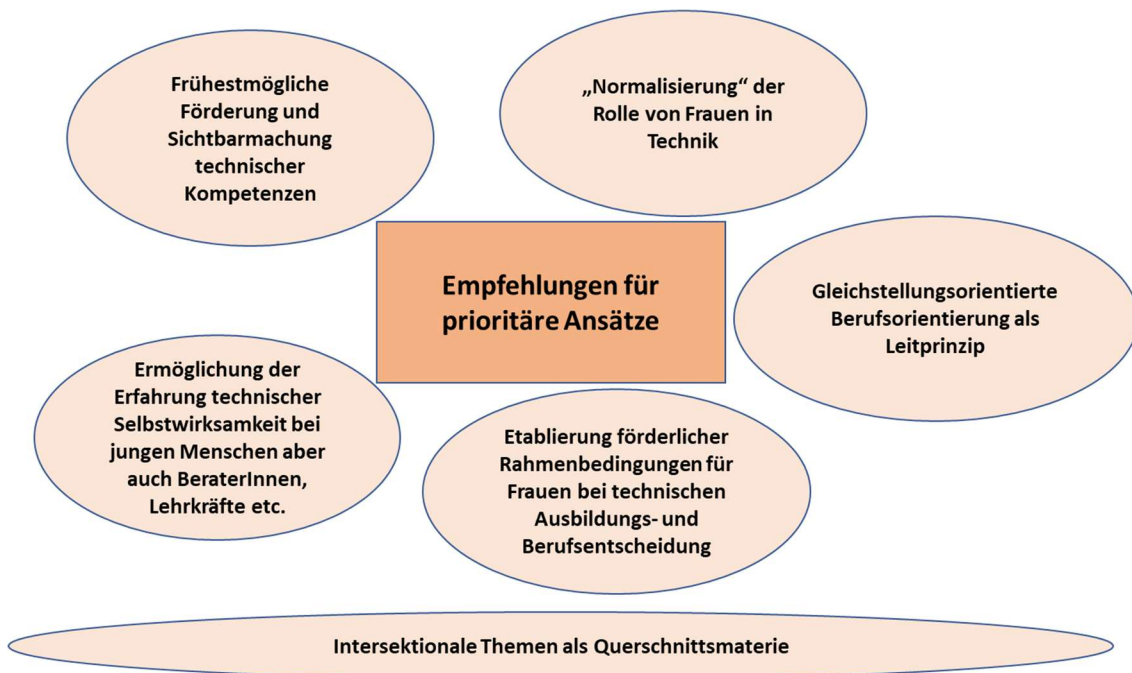 Frühestmögliche
Förderung und
Sichtbarmachung
technischer
Kompetenzen
„Normalisierung“ der
Rolle von Frauen in
Technik
Empfehlungen für
prioritäre Ansätze
Gleichstellungsorientierte
Berufsorientierung als
Leitprinzip
Ermöglichung der
Erfahrung technischer
Selbstwirksamkeit bei
jungen Menschen aber
auch BeraterInnen,
Lehrkräfte etc.
Etablierung förderlicher
Rahmenbedingungen für
Frauen bei technischen
Ausbildungs- und
Berufsentscheidung
Intersektionale Themen als Querschnittsmaterie